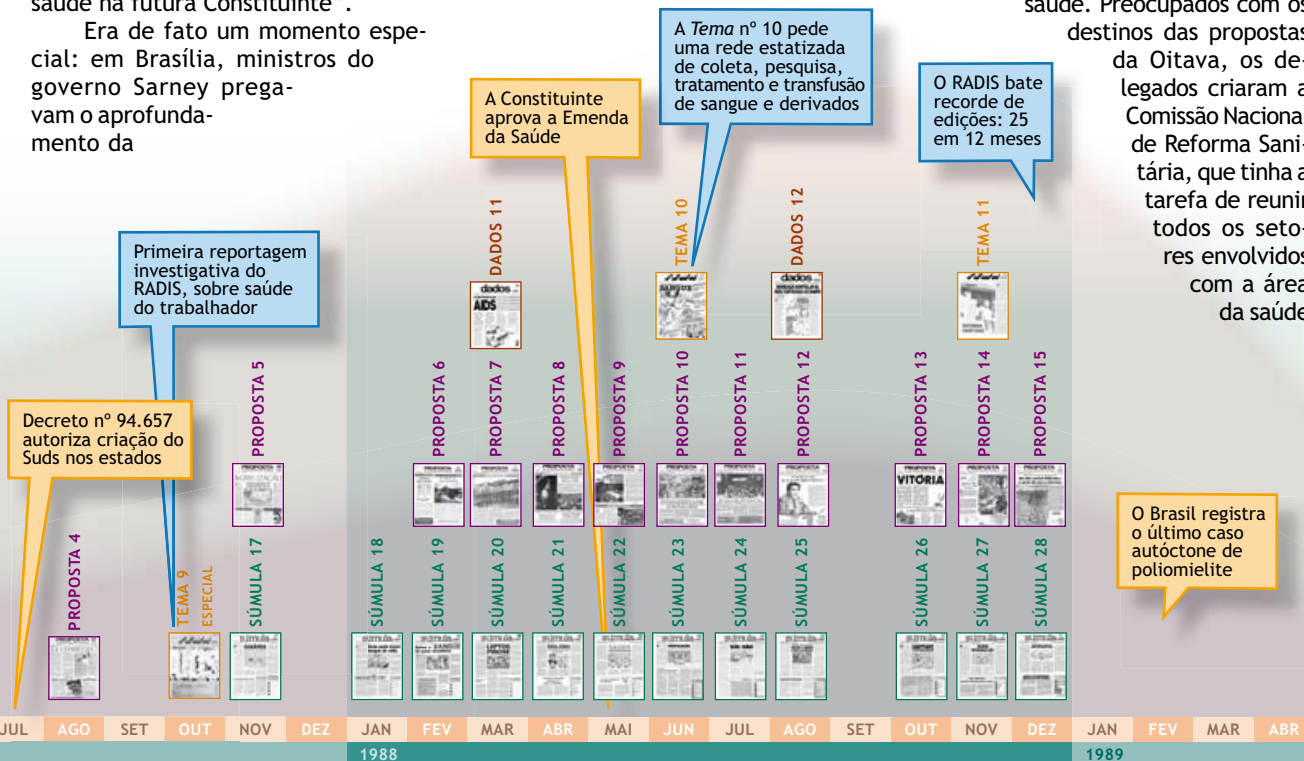 saúde na futura Constituinte".
Era de fato um momento espe-
cial: em Brasília, ministros do
governo Sarney prega-
vam o aprofunda-
mento da
saúde. Preocupados com os
destinos das propostas
da Oitava, os de-
legados criaram a
Comissão Nacional
de Reforma Sani-
tária, que tinha a
tarefa de reunir
todos os seto-
res envolvidos
com a área
da saúde
A Tema nº 10 pede
uma rede estatizada
de coleta, pesquisa,
tratamento e transfusão
de sangue e derivados
O RADIS bate
recorde de
edições: 25
em 12 meses
A Constituinte
aprova a Emenda
da Saúde
Primeira reportagem
investigativa do
RADIS, sobre saúde
do trabalhador
Decreto nº 94.657
autoriza criação do
Suds nos estados
O Brasil registra
o último caso
autóctone de
poliomielite
DADOS 11
TEMA 10
DADOS 12
TEMA 11
dados
AIDS
SANGUE
dados
PROPOSTA 5
PROPOSTA 6
PROPOSTA 7
PROPOSTA 8
PROPOSTA 9
PROPOSTA 10
PROPOSTA 11
PROPOSTA 12
PROPOSTA 13
PROPOSTA 14
PROPOSTA 15
VITÓRIA
PROPOSTA 4
TEMA 9
ESPECIAL
SÚMULA 17
SÚMULA 18
SÚMULA 19
SÚMULA 20
SÚMULA 21
SÚMULA 22
SÚMULA 23
SÚMULA 24
SÚMULA 25
SÚMULA 26
SÚMULA 27
SÚMULA 28
JUL AGO SET OUT NOV DEZ JAN FEV MAR ABR MAI JUN JUL AGO SET OUT NOV DEZ JAN FEV MAR ABR
1988 1989